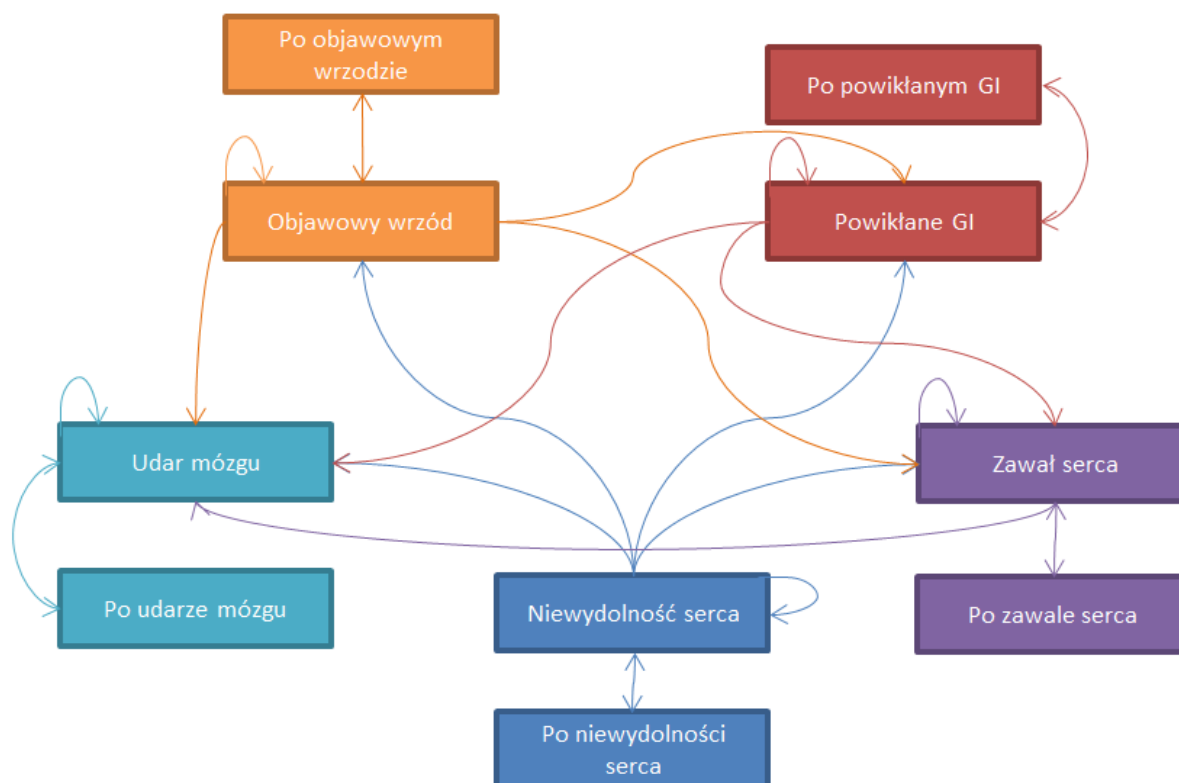 Po objawowym
wrzodzie
Po powikłanym GI
Objawowy wrzód
Powikłane GI
Udar mózgu
Zawał serca
Po udarze mózgu
Niewydolność serca
Po zawale serca
Po niewydolności
serca